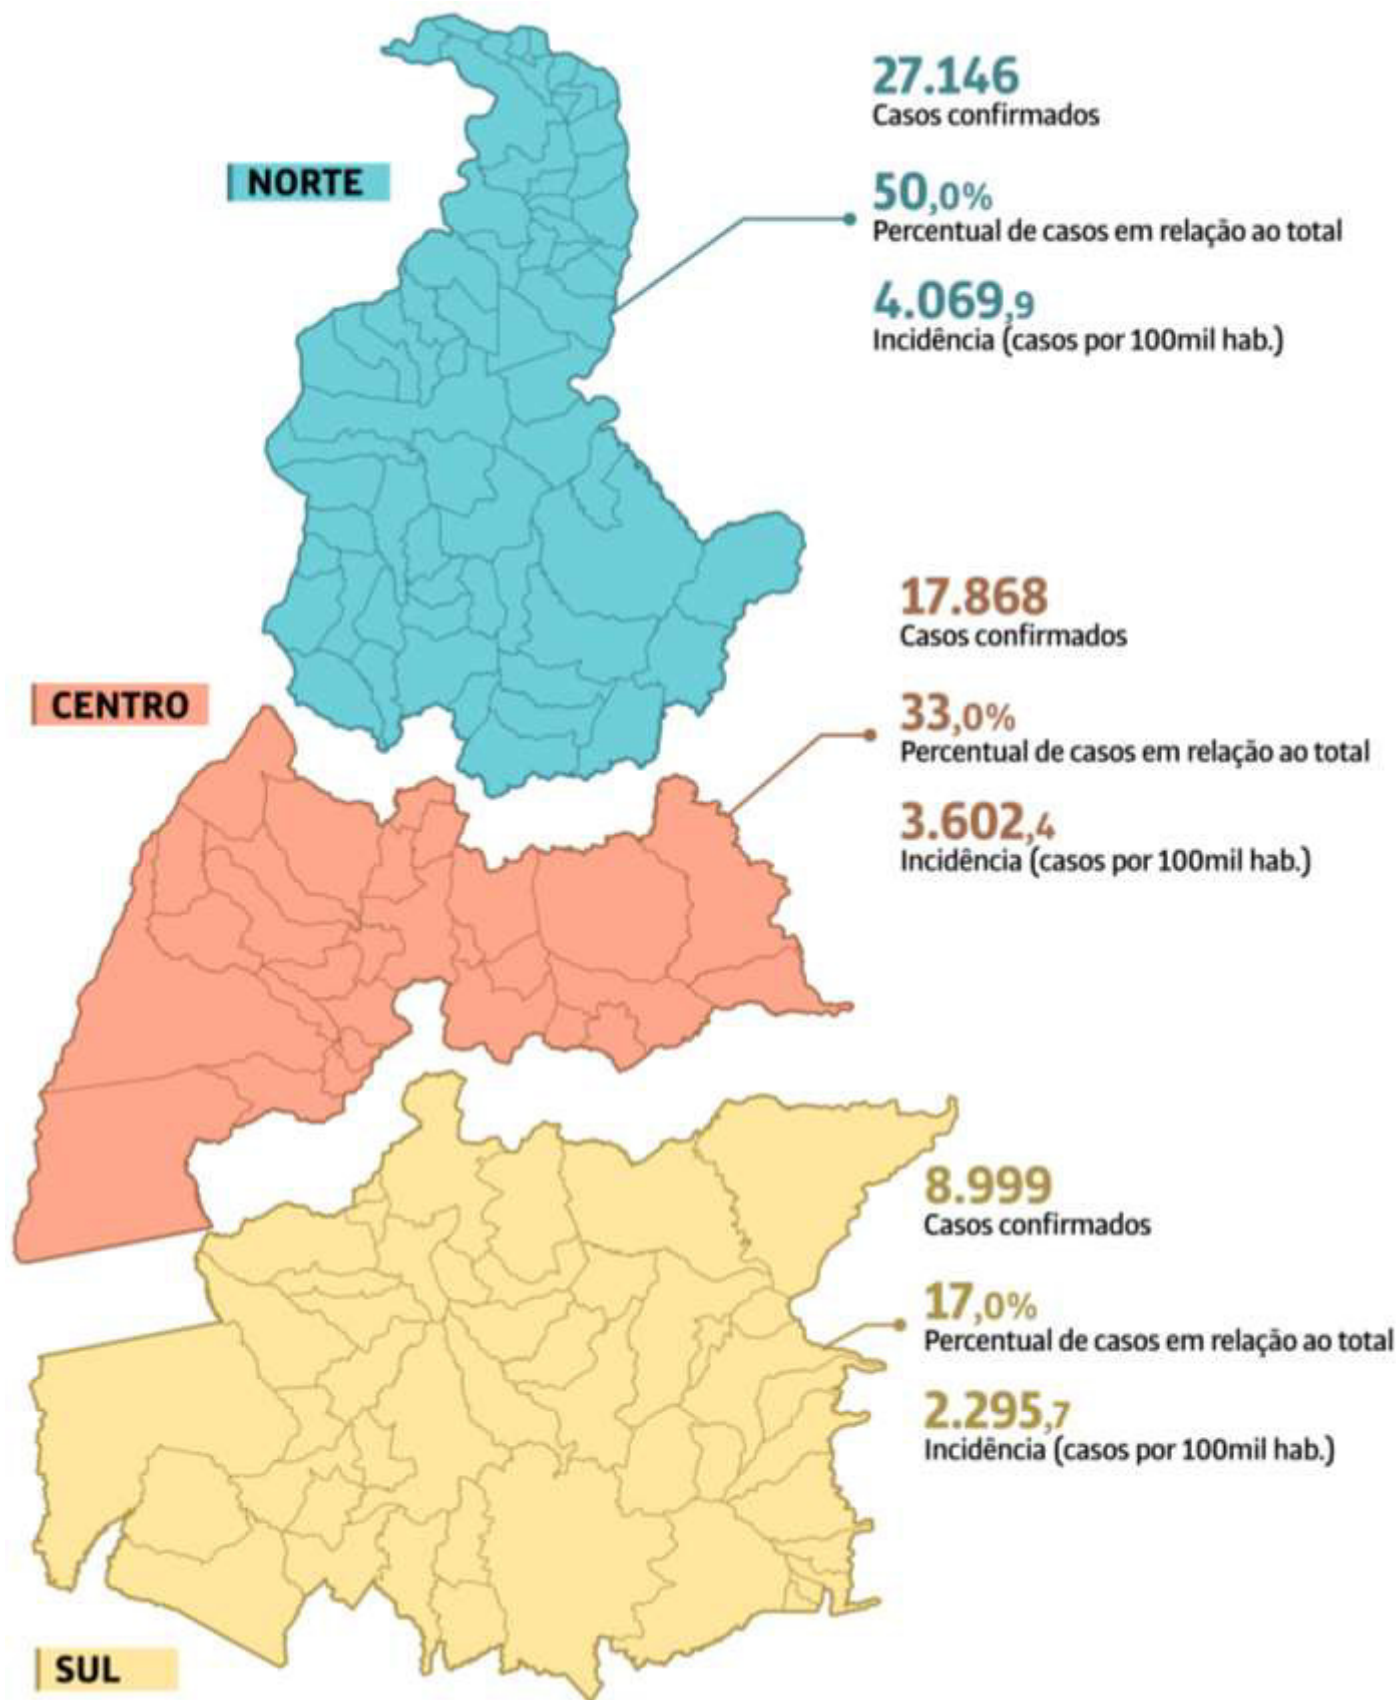 NORTE
27.146
Casos confirmados
50,0%
Percentual de casos em relação ao total
4.069,9
Incidência (casos por 100mil hab.)
CENTRO
17.868
Casos confirmados
33,0%
Percentual de casos em relação ao total
3.602,4
Incidência (casos por 100mil hab.)
8.999
Casos confirmados
17,0%
Percentual de casos em relação ao total
2.295,7
Incidência (casos por 100mil hab.)
SUL